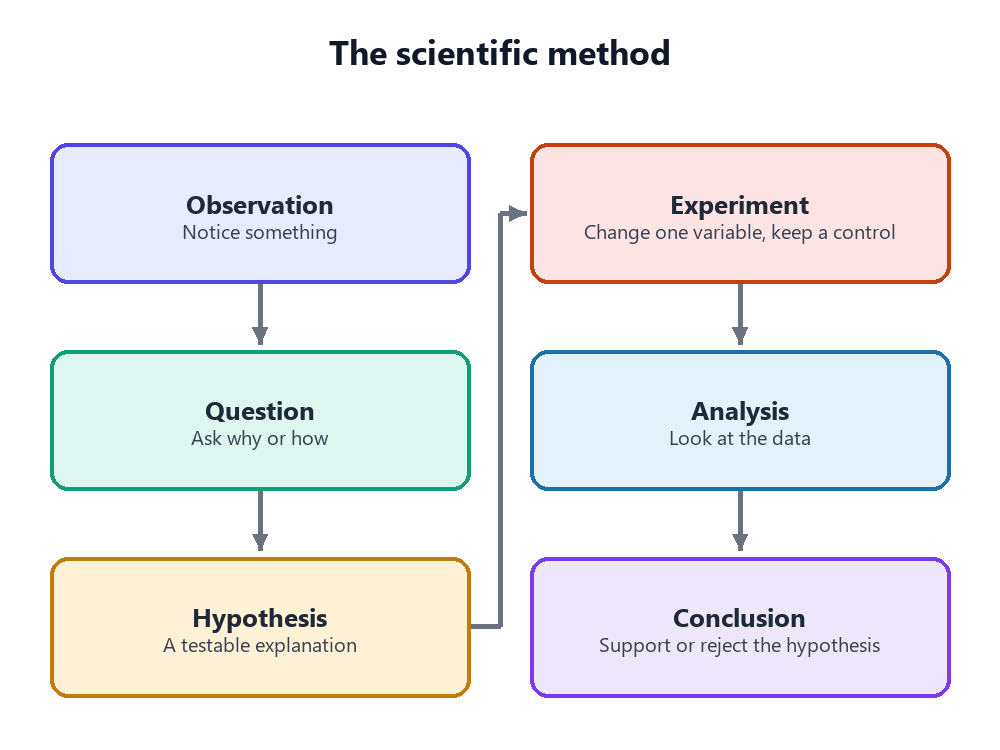 The scientific method
Observation
Notice something
Question
Ask why or how
Hypothesis
A testable explanation
Experiment
Change one variable, keep a control
Analysis
Look at the data
Conclusion
Support or reject the hypothesis